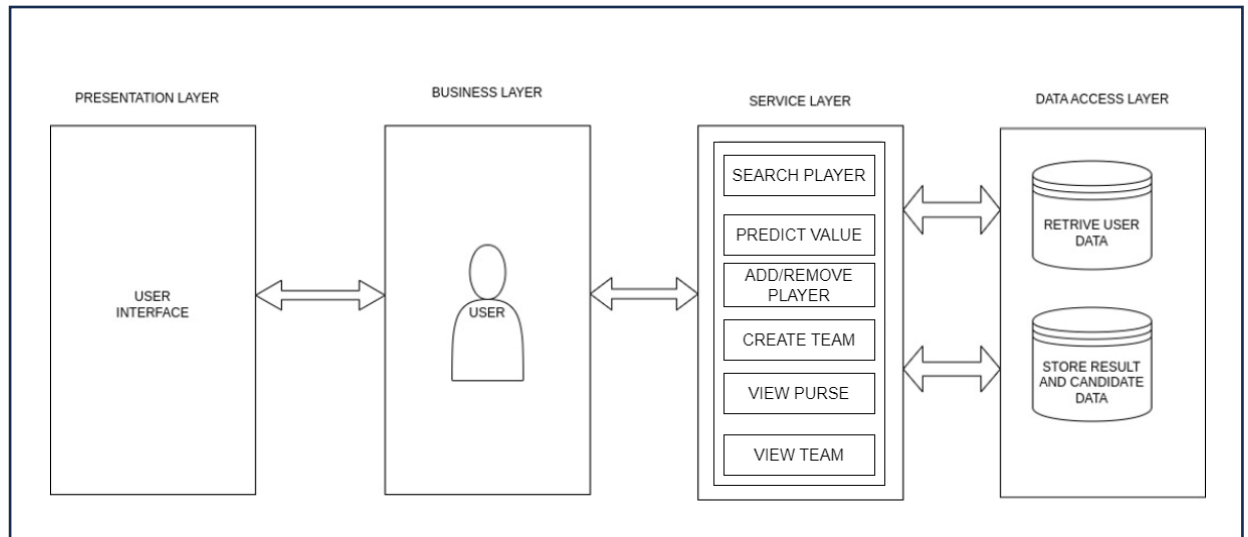 PRESENTATION LAYER
BUSINESS LAYER
SERVICE LAYER
DATA ACCESS LAYER
USER
INTERFACE
USER
SEARCH PLAYER
PREDICT VALUE
ADD/REMOVE
PLAYER
CREATE TEAM
VIEW PURSE
VIEW TEAM
RETRIVE USER
DATA
STORE RESULT
AND CANDIDATE
DATA